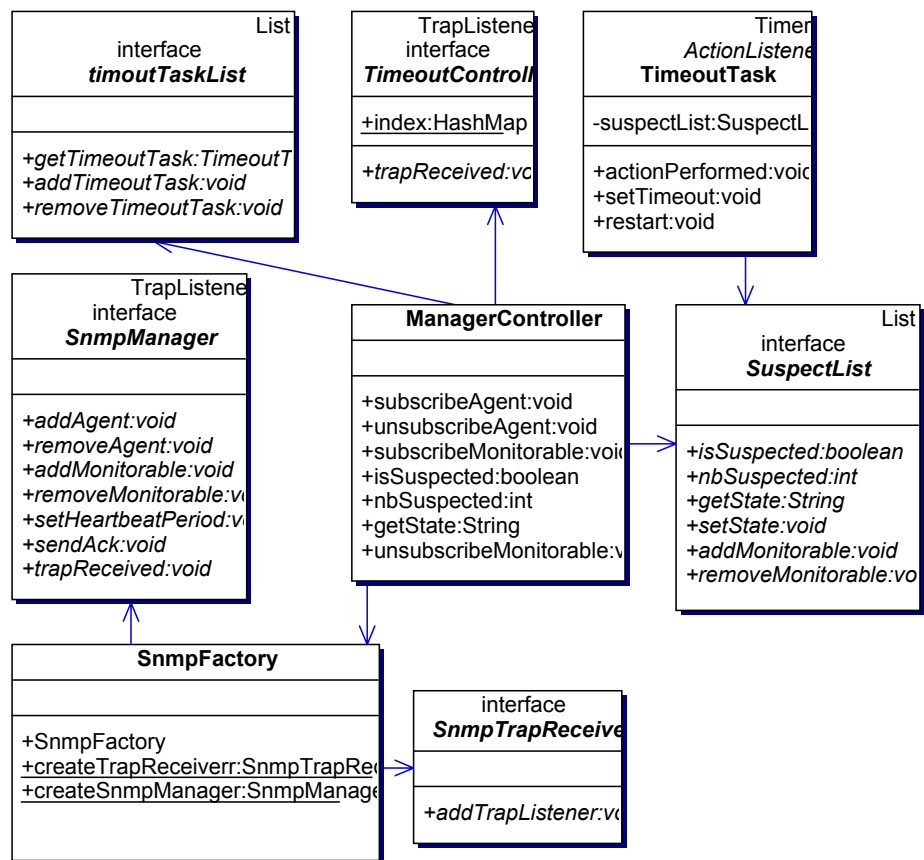 List
interface
timoutTaskList
+getTimeoutTask:TimeoutT
+addTimeoutTask:void
+removeTimeoutTask:void
TrapListene
interface
TimeoutControll
+index:HashMap
+trapReceived:vo
Timer
ActionListene
TimeoutTask
-suspectList:SuspectL
+actionPerformed:void
+setTimeout:void
+restart:void
TrapListene
interface
SnmpManager
+addAgent:void
+removeAgent:void
+addMonitorable:void
+removeMonitorable:vo
+setHeartbeatPeriod:v
+sendAck:void
+trapReceived:void
ManagerController
+subscribeAgent:void
+unsubscribeAgent:void
+subscribeMonitorable:void
+isSuspected:boolean
+nbSuspected:int
+getState:String
+unsubscribeMonitorable:v
List
interface
SuspectList
+isSuspected:boolean
+nbSuspected:int
+getState:String
+setState:void
+addMonitorable:void
+removeMonitorable:vo
SnmpFactory
+SnmpFactory
+createTrapReceiverr:SnmpTrapRec
+createSnmpManager:SnmpManage
interface
SnmpTrapReceive
+addTrapListener:vo